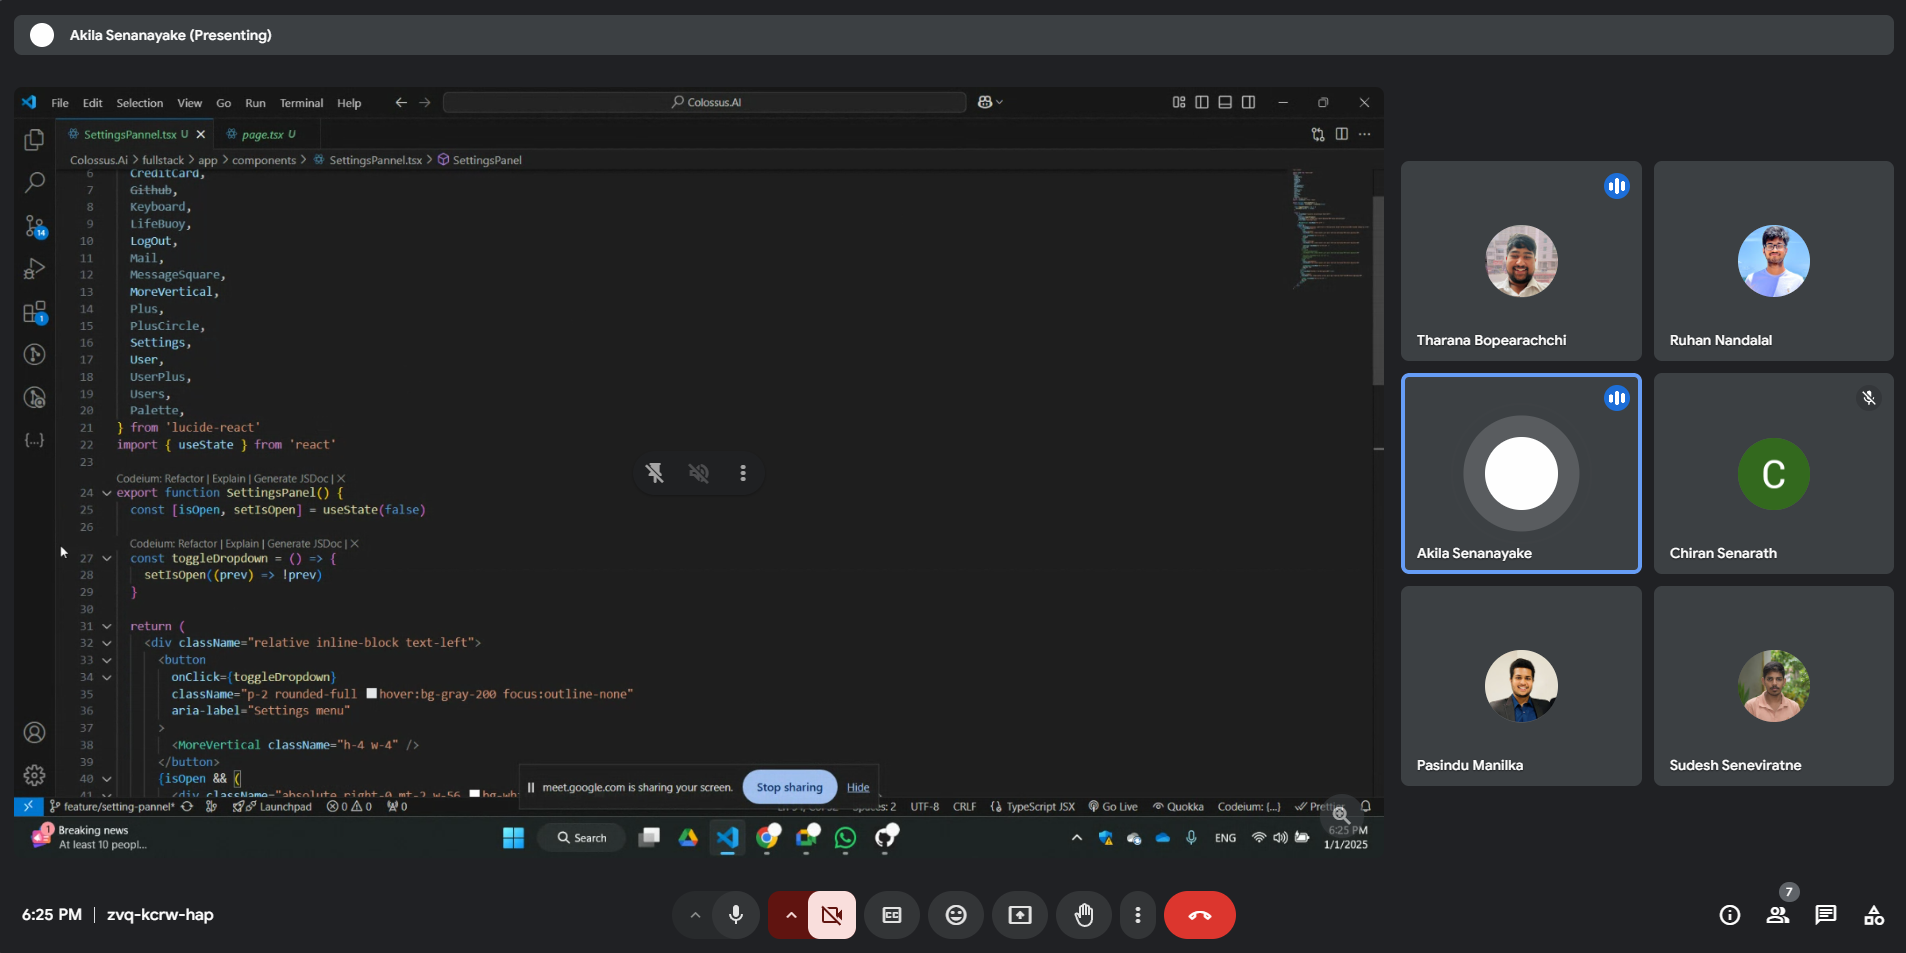 Akila Senanayake (Presenting)
File Edit Selection View Go Run Terminal Help
Colossus.AI
SettingsPannel.tsx U
page.tsx U
Colossus.Ai > fullstack > app > components > SettingsPannel.tsx > SettingsPanel
6 CreditCard,
7 Github,
8 Keyboard,
9 LifeBuoy,
10 LogOut,
11 Mail,
12 MessageSquare,
13 MoreVertical,
14 Plus,
15 PlusCircle,
16 Settings,
17 User,
18 UserPlus,
19 Users,
20 Palette,
21 } from 'lucide-react'
22 import { useState } from 'react'
23
Codeium: Refactor | Explain | Generate JSDoc | X
24 export function SettingsPanel() {
25 const [isOpen, setIsOpen] = useState(false)
26
Codeium: Refactor | Explain | Generate JSDoc | X
27 const toggleDropdown = () => {
28 setIsOpen((prev) => !prev)
29 }
30
31 return (
32 <div className="relative inline-block text-left">
33 <button
34 onClick={toggleDropdown}
35 className="p-2 rounded-full hover:bg-gray-200 focus:outline-none"
36 aria-label="Settings menu"
37 >
38 <MoreVertical className="h-4 w-4" />
39 </button>
40 {isOpen && (
41 <div className="absolute right-0 mt-2 w-56
14
1
meet.google.com is sharing your screen. Stop sharing Hide
feature/setting-pannel* Launchpad 0 0 0
UTF-8 CRLF TypeScript JSX Go Live Quokka Codeium: {...}
1
Breaking news
At least 10 peopl...
Search
ENG
6:25 PM
1/1/2025
Tharana Bopearachchi
Ruhan Nandalal
Akila Senanayake
C
Chiran Senarath
Pasindu Manilka
Sudesh Seneviratne
6:25 PM | zvq-kcrw-hap
7